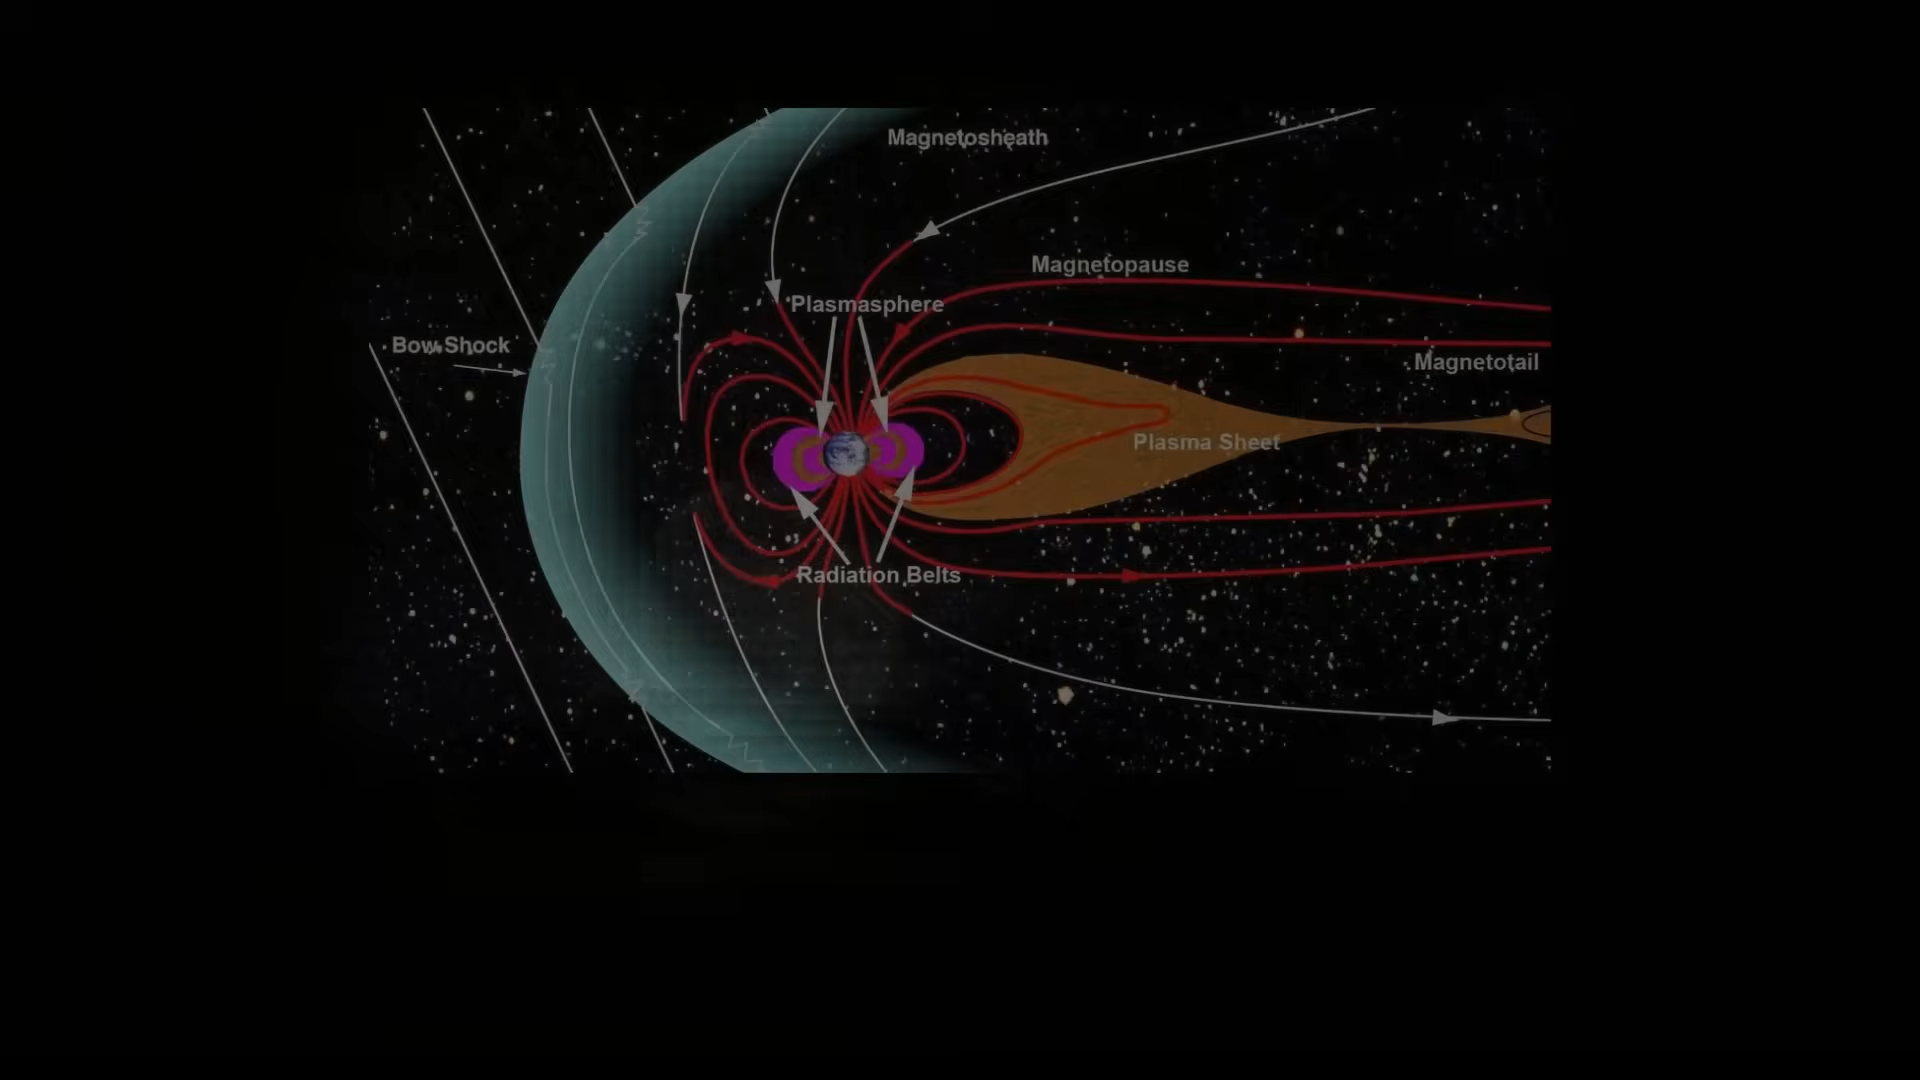 Magnetosheath
Magnetopause
Plasmasphere
Bow Shock
Magnetotail
Plasma Sheet
Radiation Belts